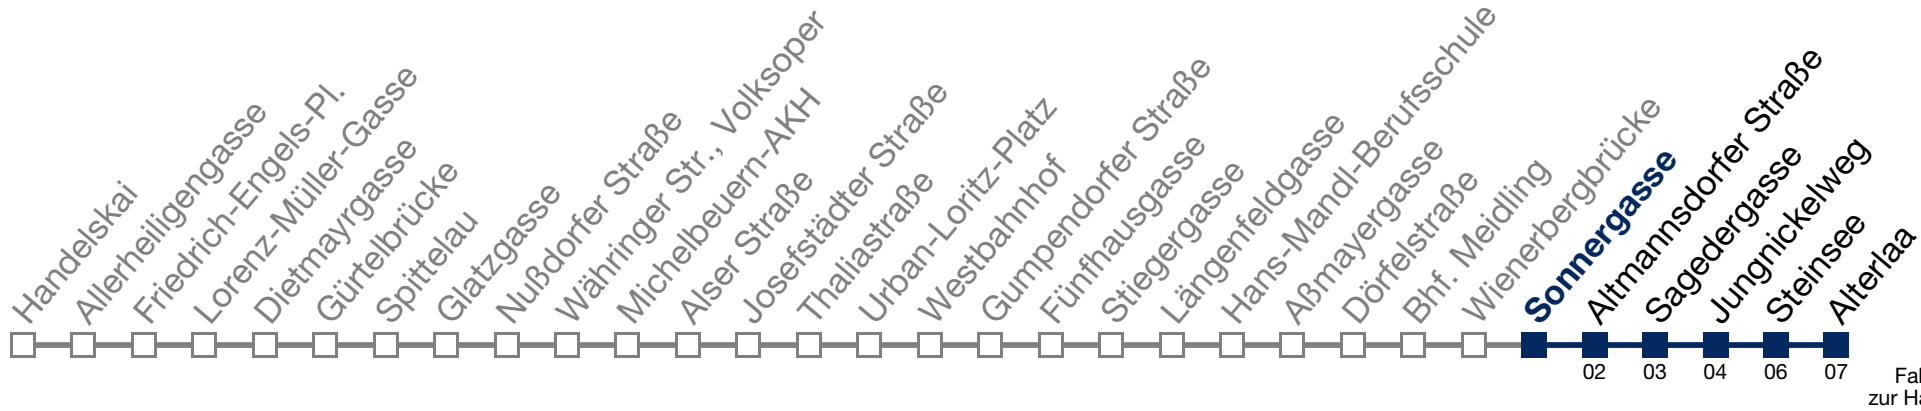 Handelskai
Allerheiligengasse
Friedrich-Engels-Pl.
Lorenz-Müller-Gasse
Dietmayrgasse
Gürtelbrücke
Spittelau
Glatzgasse
Nußdorfer Straße
Währinger Str., Volksoper
Michelbeuern-AKH
Alser Straße
Josefstädter Straße
Thaliastraße
Urban-Loritz-Platz
Westbahnhof
Gumpendorfer Straße
Fünfhausgasse
Stiegergasse
Längenfeldgasse
Hans-Mandl-Berufsschule
Aßmayergasse
Dörfelstraße
Bhf. Meidling
Wienerbergbrücke
Sonnergasse
Altmannsdorfer Straße
Sagedergasse
Jungnickelweg
Steinsee
Alterlaa
02 03 04 06 07
zur